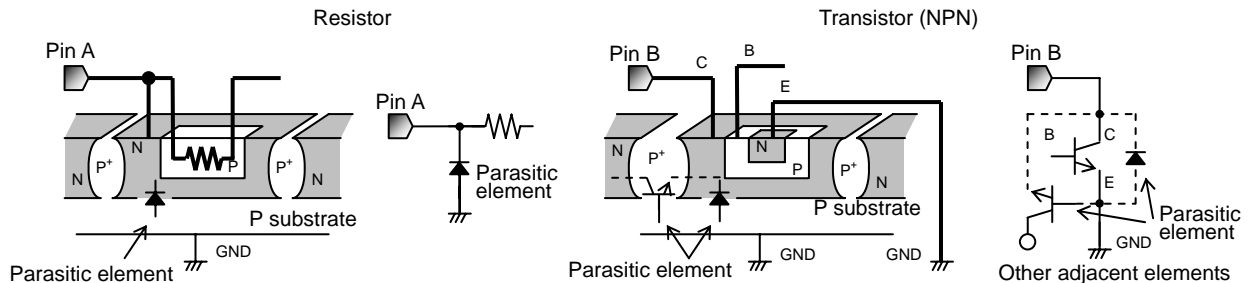 Resistor
Transistor (NPN)
Pin A
Pin B
C
B
E
Pin B
Pin A
N
P+
N
P
P+
N
Parasitic
element
P substrate
GND
Parasitic element
N
P+
N
P
P+
N
P substrate
GND
GND
Parasitic element
B
C
E
GND
Parasitic
element
Other adjacent elements